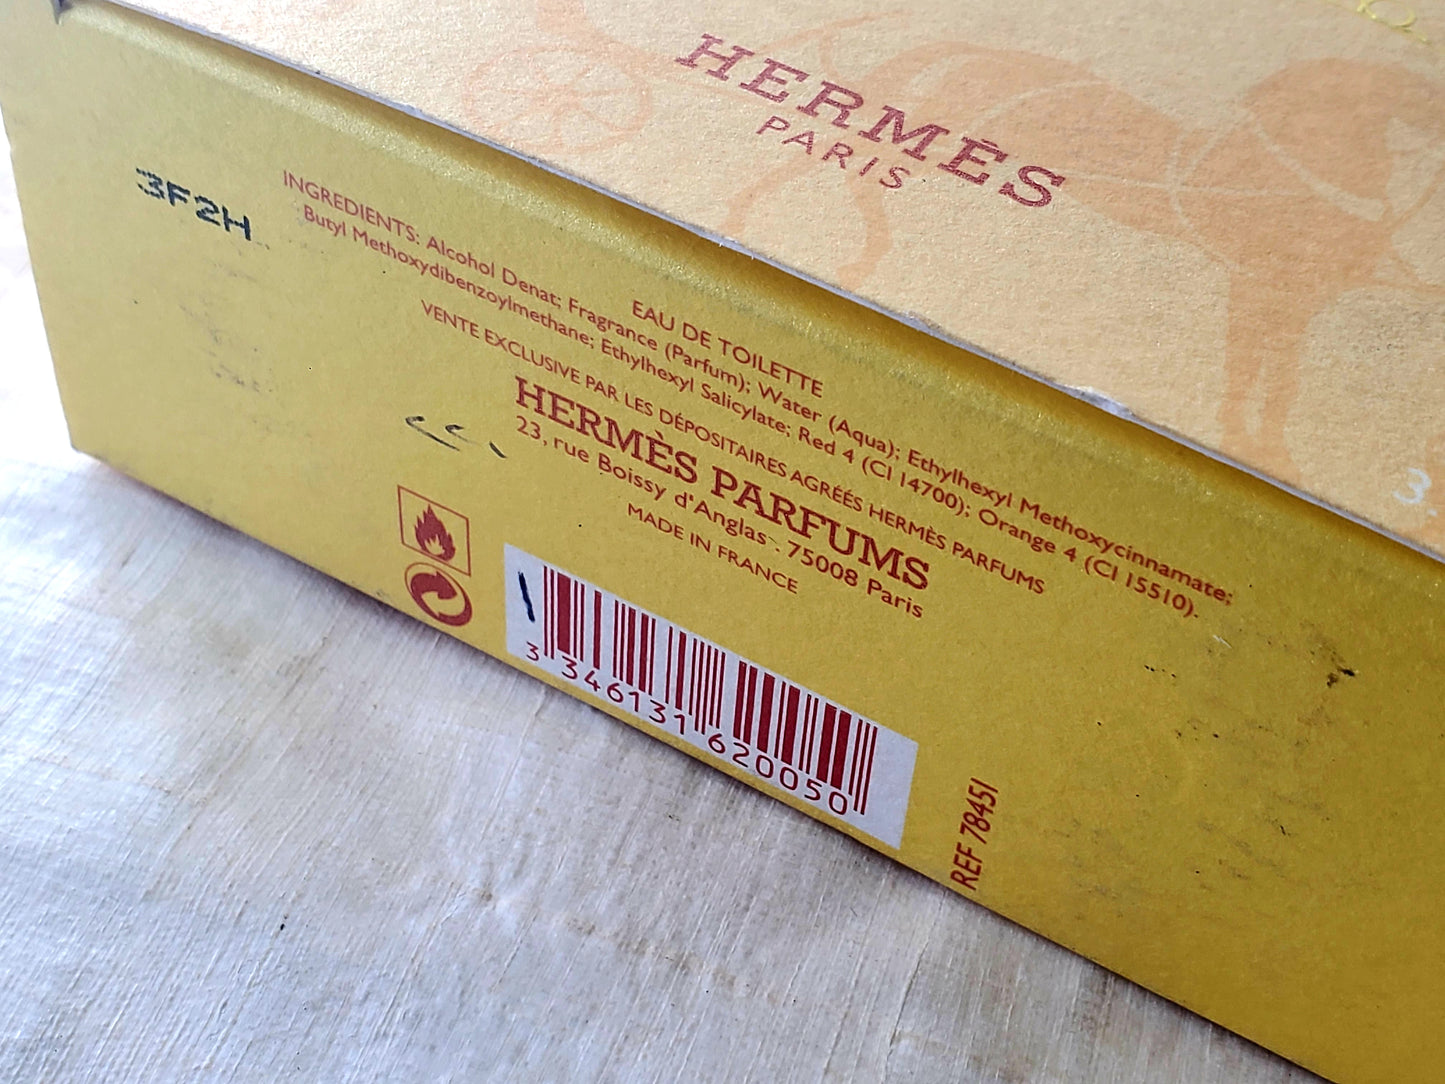 HERMÈS
PARIS
3.
3F2H
EAU DE TOILETTE
INGREDIENTS: Alcohol Denat; Fragrance (Parfum); Water (Aqua); Ethylhexyl Methoxycinnamate;
Butyl Methoxydibenzoylmethane; Ethylhexyl Salicylate; Red 4 (CI 14700); Orange 4 (CI 15510).
VENTE EXCLUSIVE PAR LES DÉPOSITAIRES AGRÉÉS HERMÈS PARFUMS
HERMÈS PARFUMS
23, rue Boissy d'Anglas . 75008 Paris
MADE IN FRANCE
3 346131 620050
REF 78451